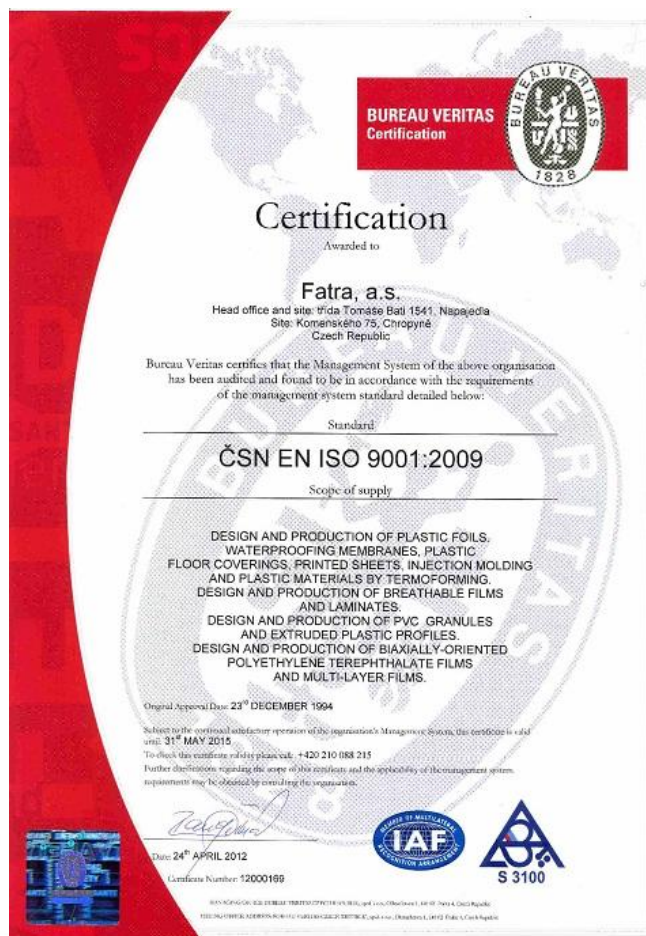 BUREAU VERITAS
Certification
BUREAU VERITAS
1828
Certification
Awarded to
Fatra, a.s.
Head office and site: třída Tomáše Bati 1541, Napajedla
Site: Komenského 75, Chropyně
Czech Republic
Bureau Veritas certifies that the Management System of the above organisation
has been audited and found to be in accordance with the requirements
of the management system standard detailed below:
Standard
ČSN EN ISO 9001:2009
Scope of supply
DESIGN AND PRODUCTION OF PLASTIC FOILS,
WATERPROOFING MEMBRANES, PLASTIC
FLOOR COVERINGS, PRINTED SHEETS, INJECTION MOLDING
AND PLASTIC MATERIALS BY TERMOFORMING.
DESIGN AND PRODUCTION OF BREATHABLE FILMS
AND LAMINATES.
DESIGN AND PRODUCTION OF PVC GRANULES
AND EXTRUDED PLASTIC PROFILES.
DESIGN AND PRODUCTION OF BIAXIALLY-ORIENTED
POLYETHYLENE TEREPHTHALATE FILMS
AND MULTI-LAYER FILMS.
Original Approval Date: 23rd DECEMBER 1994
Subject to the continued satisfactory operation of the organisation's Management System, this certificate is valid
until: 31st MAY 2015
To check this certificate validity please call: +420 210 088 215
Further clarifications regarding the scope of this certificate and the applicability of the management system
requirements may be obtained by consulting the organisation.
Date: 24th APRIL 2012
Certificate Number: 12000169
MEMBER OF MULTILATERAL
IAF
RECOGNITION ARRANGEMENT
S 3100